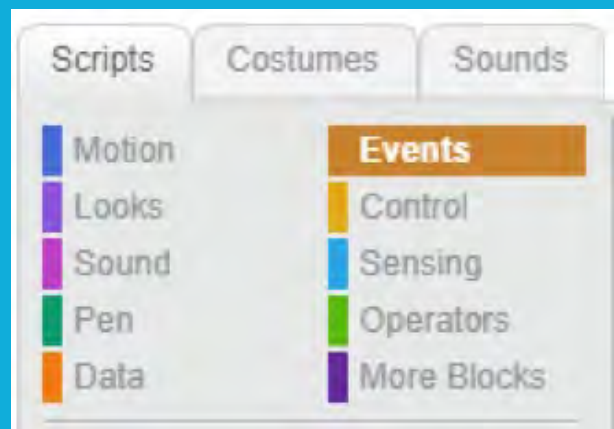 Scripts Costumes Sounds
Motion Events
Looks Control
Sound Sensing
Pen Operators
Data More Blocks